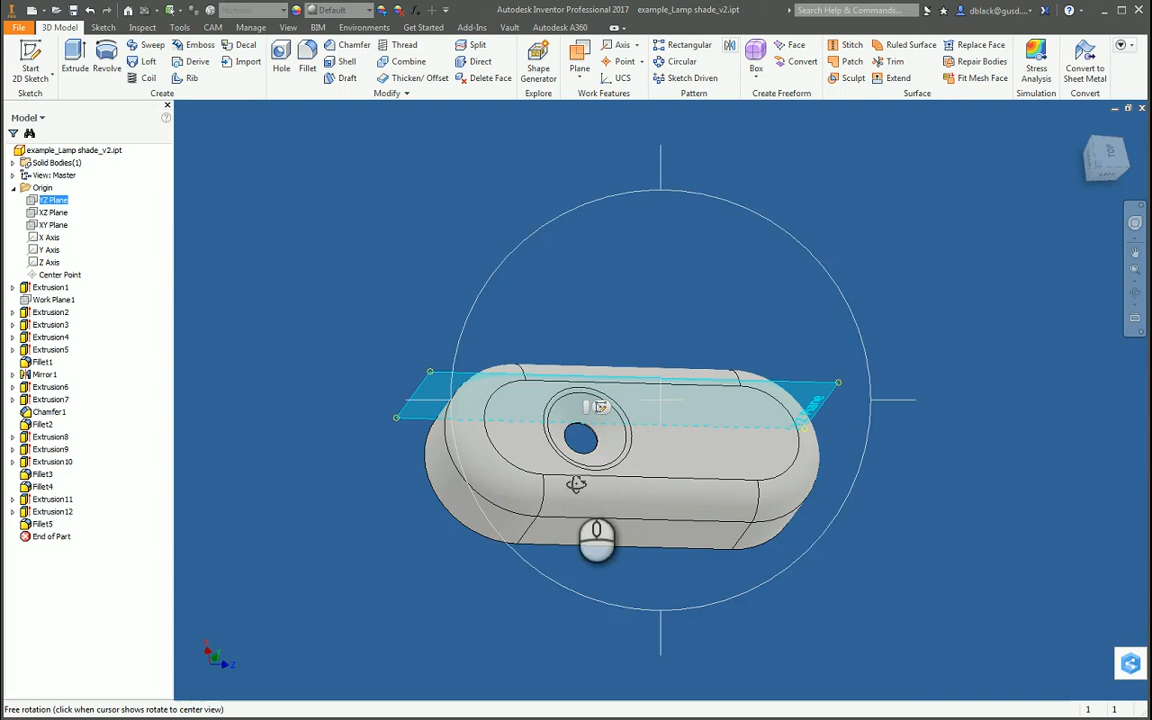 Material
Default
Autodesk Inventor Professional 2017 example_Lamp shade_v2.ipt
Search Help & Commands...
dblack@gusd...
File 3D Model Sketch Inspect Tools CAM Manage View BIM Environments Get Started Add-Ins Vault Autodesk A360
Start
2D Sketch
Extrude
Revolve
Sweep
Loft
Coil
Emboss
Derive
Rib
Decal
Import
Hole
Fillet
Chamfer
Shell
Draft
Thread
Combine
Thicken/ Offset
Split
Direct
Delete Face
Shape
Generator
Plane
Axis
Point
UCS
Rectangular
Circular
Sketch Driven
Box
Face
Convert
Stitch
Patch
Sculpt
Ruled Surface
Trim
Extend
Replace Face
Repair Bodies
Fit Mesh Face
Stress
Analysis
Convert to
Sheet Metal
Sketch Create Modify Explore Work Features Pattern Create Freeform Surface Simulation Convert
Model
example_Lamp shade_v2.ipt
Solid Bodies(1)
View: Master
Origin
YZ Plane
XZ Plane
XY Plane
X Axis
Y Axis
Z Axis
Center Point
Extrusion1
Work Plane1
Extrusion2
Extrusion3
Extrusion4
Extrusion5
Fillet1
Mirror1
Extrusion6
Extrusion7
Chamfer1
Fillet2
Extrusion8
Extrusion9
Extrusion10
Fillet3
Fillet4
Extrusion11
Extrusion12
Fillet5
End of Part
TOP
Z
Free rotation (click when cursor shows rotate to center view) 1 1